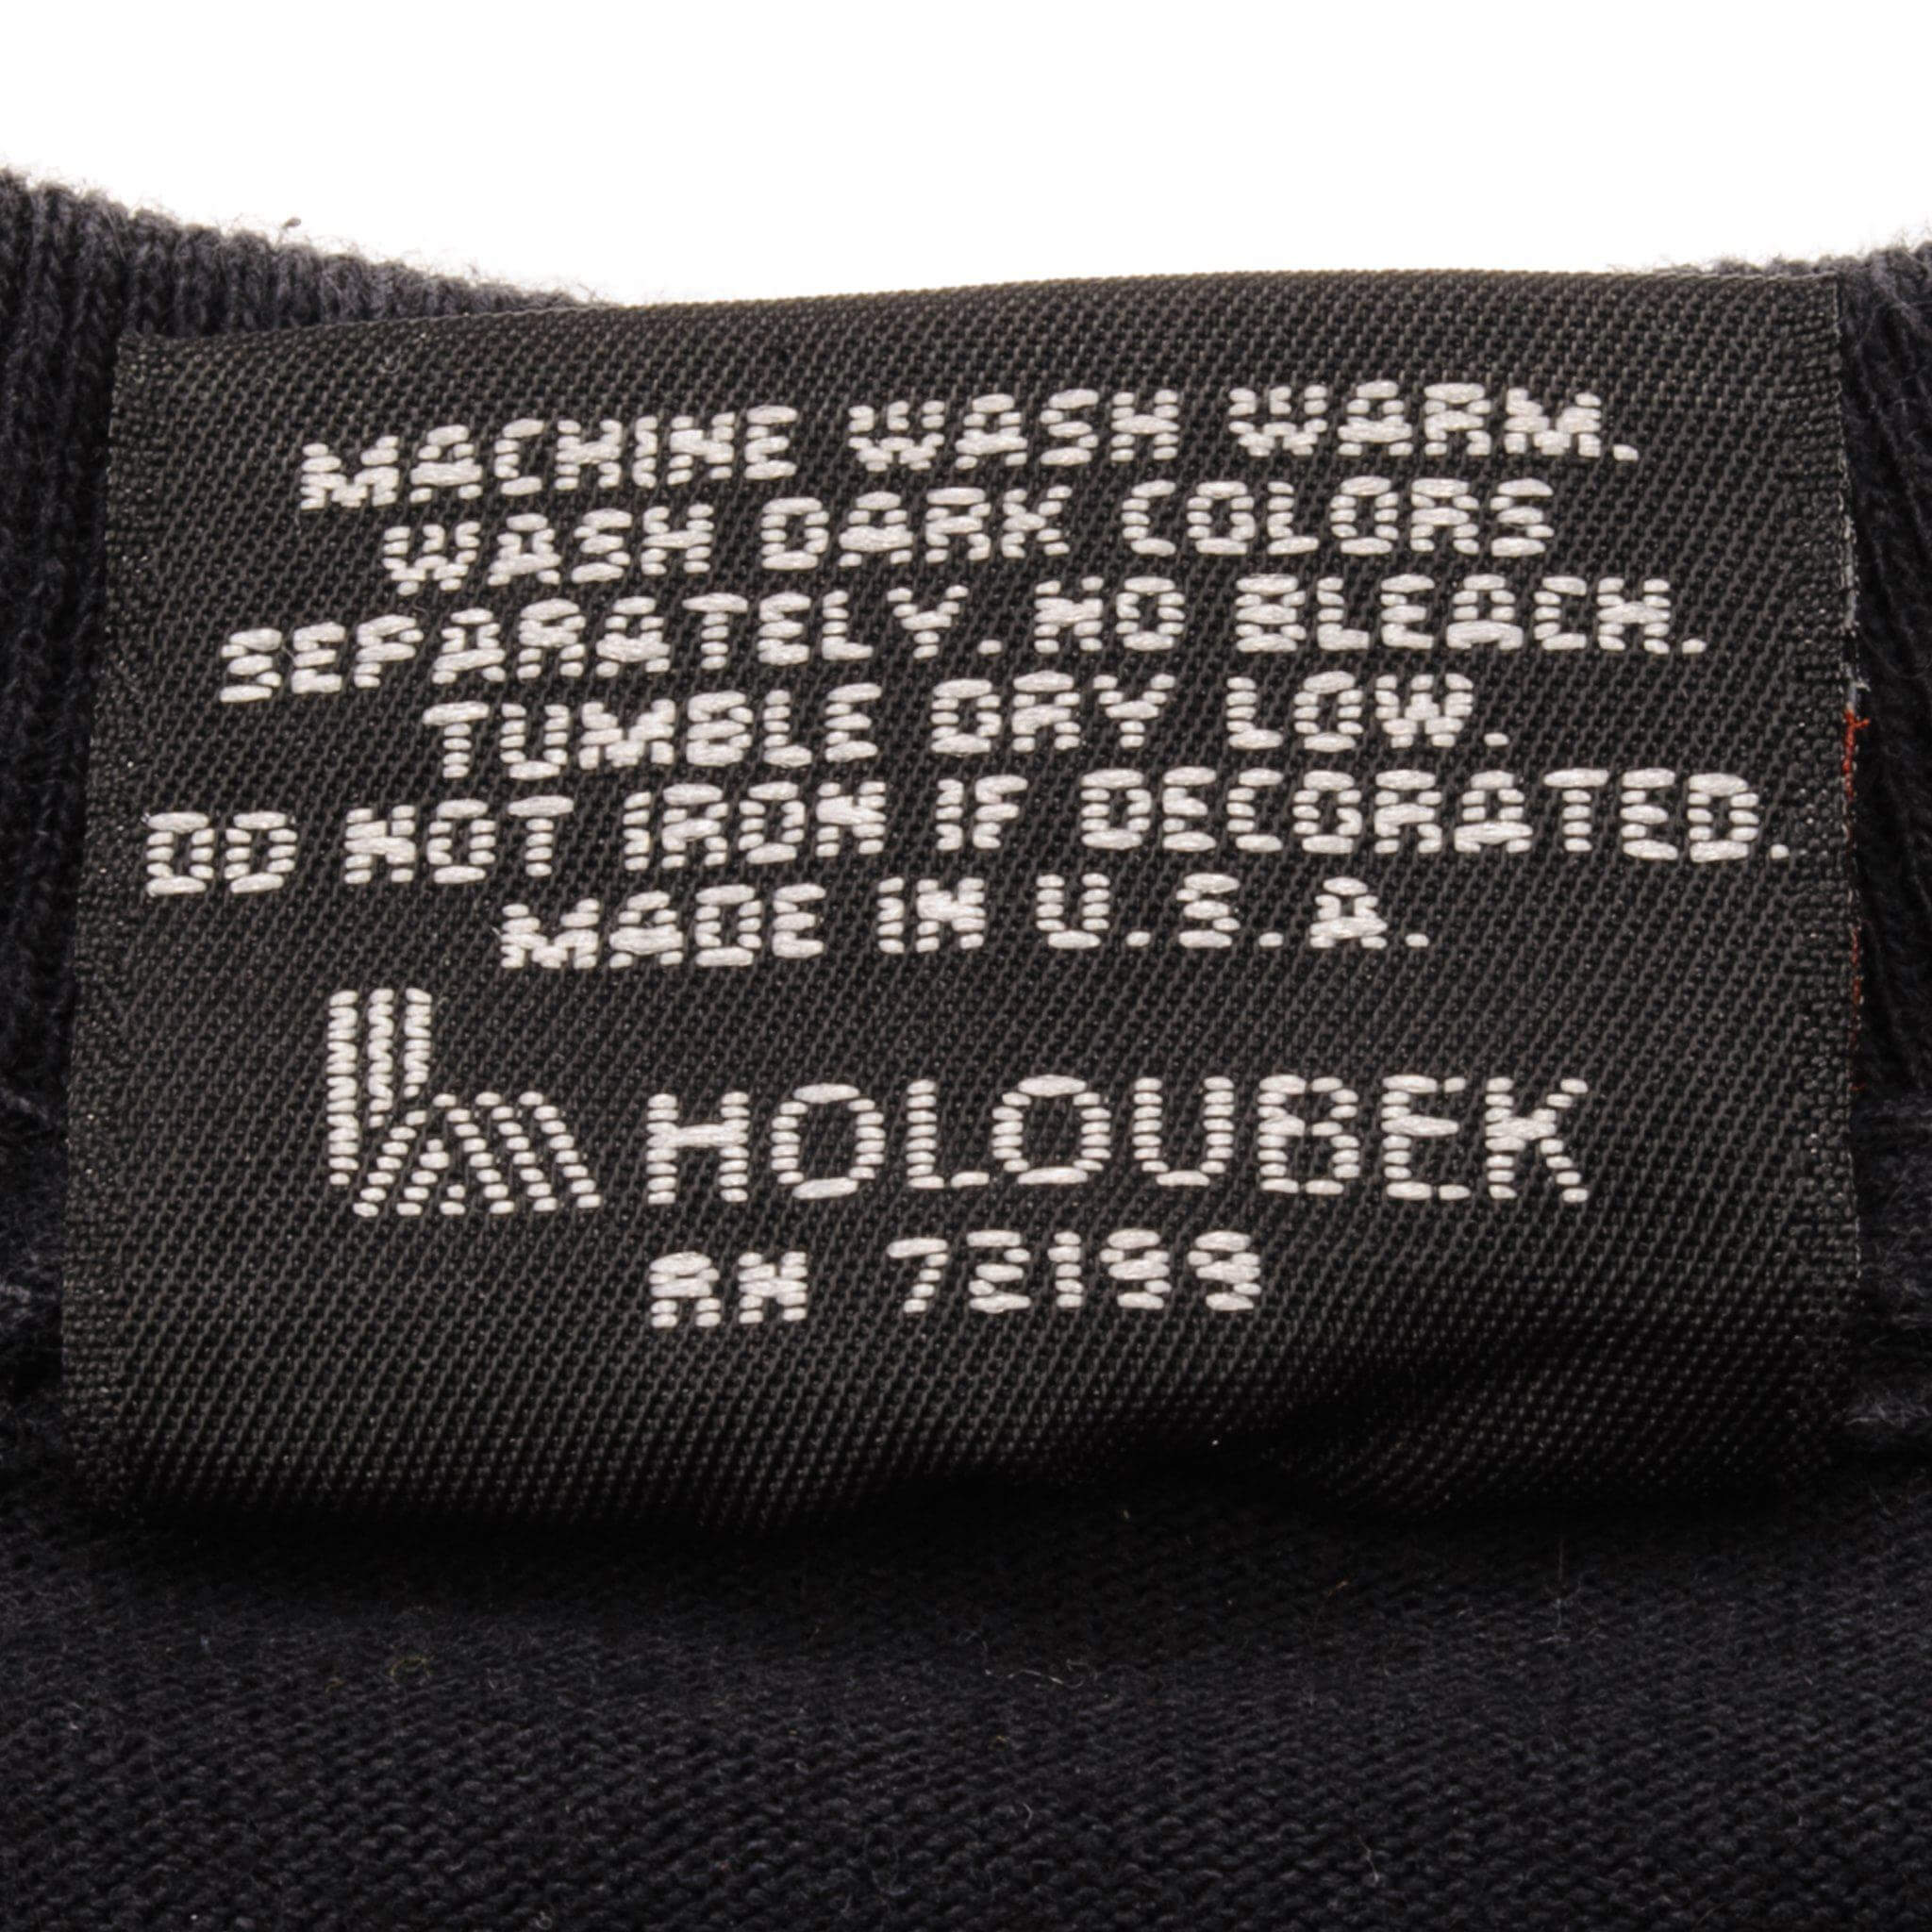 MACHINE WASH WARM.
WASH DARK COLORS
SEPARATELY. NO BLEACH.
TUMBLE DRY LOW.
DO NOT IRON IF DECORATED.
MADE IN U.S.A.
HOLOUBEK
RN 72199